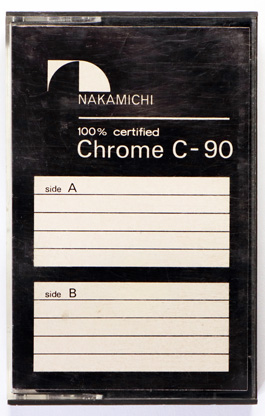 NAKAMICHI
100% certified
Chrome C-90
side A
side B